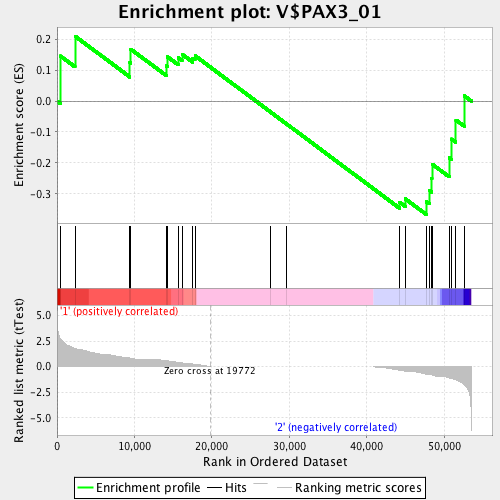 Enrichment plot: V$PAX3_01
Enrichment score (ES)
0.2
0.1
0.0
-0.1
-0.2
-0.3
'1' (positively correlated)
5.0
2.5
0.0
-2.5
-5.0
Zero cross at 19772
'2' (negatively correlated)
Ranked list metric (tTest)
0
10,000
20,000
30,000
40,000
50,000
Rank in Ordered Dataset
Enrichment profile
Hits
Ranking metric scores